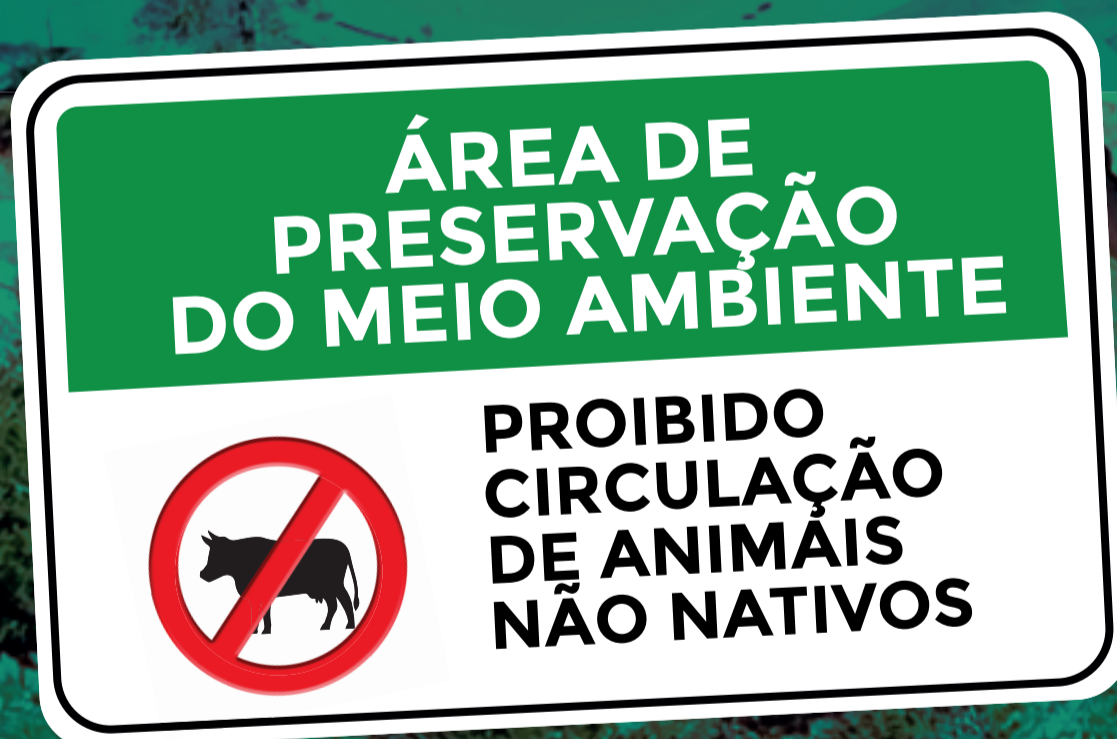 ÁREA DE
PRESERVAÇÃO
DO MEIO AMBIENTE
PROIBIDO
CIRCULAÇÃO
DE ANIMAIS
NÃO NATIVOS